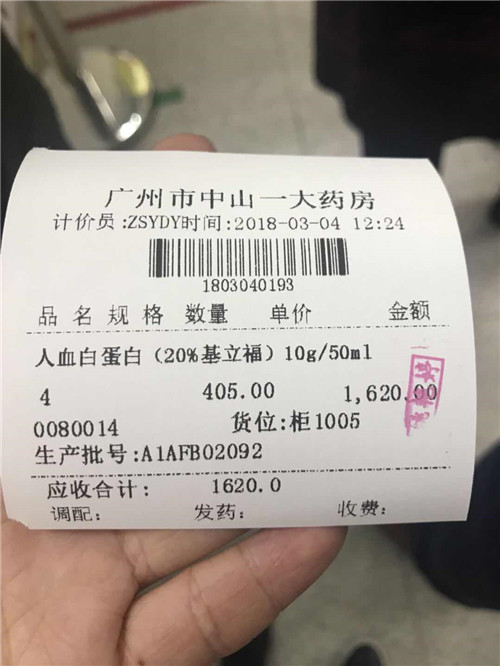 广州市中山一大药房
计价员:ZSYDY时间:2018-03-04 12:24
1803040193
品名规格 数量 单价 金额
人血白蛋白（20%基立福）10g/50ml
4 405.00 1,620.00
0080014 货位:柜1005
生产批号:A1AFB02092
应收合计: 1620.0
调配: 发药: 收费: